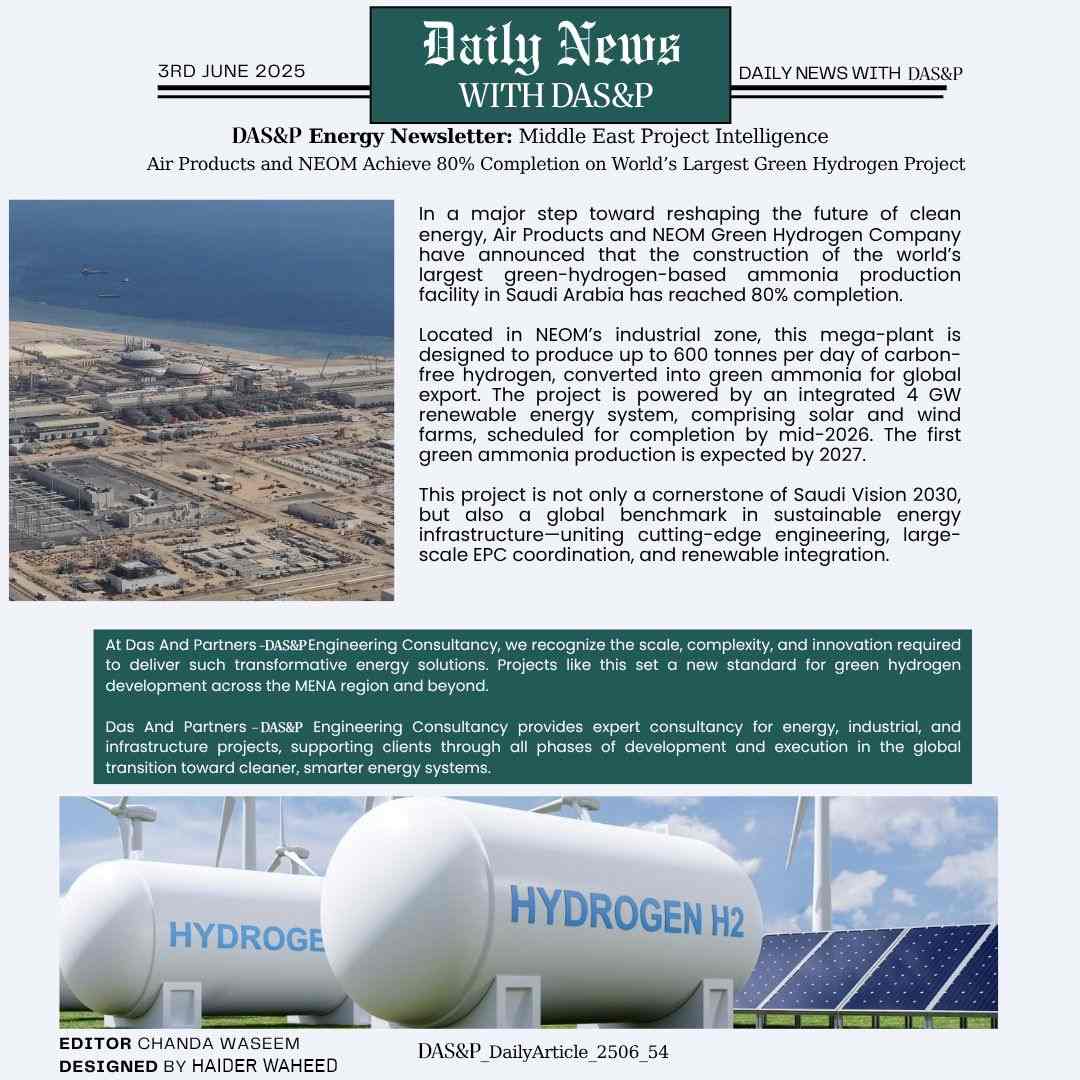 Daily News
WITH DAS&P
3RD JUNE 2025
DAILY NEWS WITH DAS&P
DAS&P Energy Newsletter: Middle East Project Intelligence
Air Products and NEOM Achieve 80% Completion on World’s Largest Green Hydrogen Project
In a major step toward reshaping the future of clean
energy, Air Products and NEOM Green Hydrogen Company
have announced that the construction of the world’s
largest green-hydrogen-based ammonia production
facility in Saudi Arabia has reached 80% completion.
Located in NEOM’s industrial zone, this mega-plant is
designed to produce up to 600 tonnes per day of carbon-
free hydrogen, converted into green ammonia for global
export. The project is powered by an integrated 4 GW
renewable energy system, comprising solar and wind
farms, scheduled for completion by mid-2026. The first
green ammonia production is expected by 2027.
This project is not only a cornerstone of Saudi Vision 2030,
but also a global benchmark in sustainable energy
infrastructure—uniting cutting-edge engineering, large-
scale EPC coordination, and renewable integration.
At Das And Partners -DAS&P Engineering Consultancy, we recognize the scale, complexity, and innovation required
to deliver such transformative energy solutions. Projects like this set a new standard for green hydrogen
development across the MENA region and beyond.
Das And Partners -DAS&P Engineering Consultancy provides expert consultancy for energy, industrial, and
infrastructure projects, supporting clients through all phases of development and execution in the global
transition toward cleaner, smarter energy systems.
HYDROGE
HYDROGEN H2
EDITOR CHANDA WASEEM
DESIGNED BY HAIDER WAHEED
DAS&P_DailyArticle_2506_54